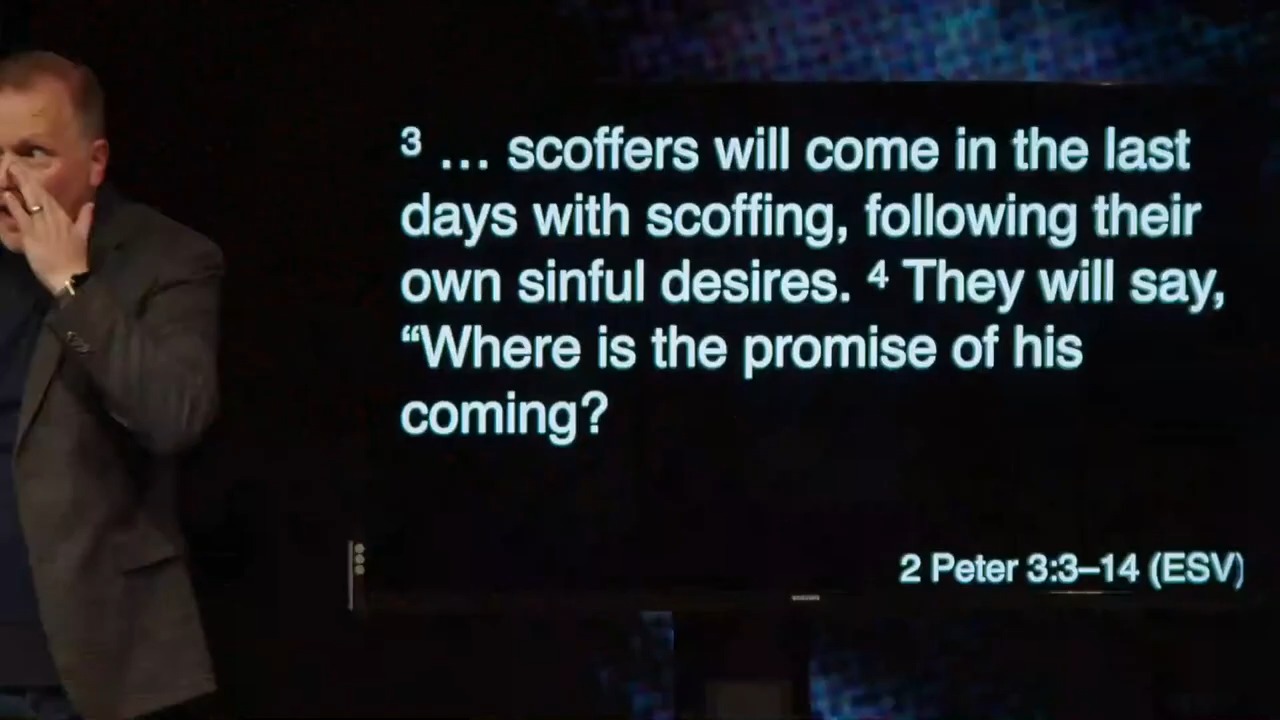 ³ … scoffers will come in the last
days with scoffing, following their
own sinful desires. ⁴ They will say,
“Where is the promise of his
coming?
2 Peter 3:3–14 (ESV)